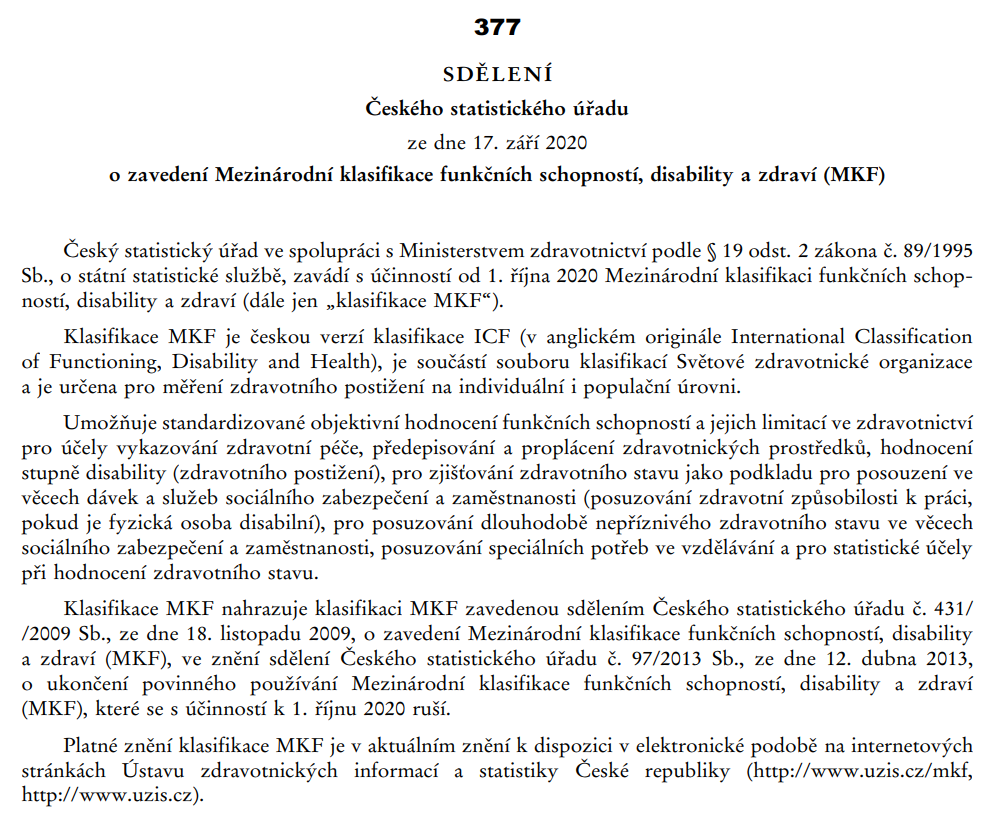 377
SDĚLENÍ
Českého statistického úřadu
ze dne 17. září 2020
o zavedení Mezinárodní klasifikace funkčních schopností, disability a zdraví (MKF)
Český statistický úřad ve spolupráci s Ministerstvem zdravotnictví podle § 19 odst. 2 zákona č. 89/1995
Sb., o státní statistické službě, zavádí s účinností od 1. října 2020 Mezinárodní klasifikaci funkčních schop-
ností, disability a zdraví (dále jen „klasifikace MKF“).
Klasifikace MKF je českou verzí klasifikace ICF (v anglickém originále International Classification
of Functioning, Disability and Health), je součástí souboru klasifikací Světové zdravotnické organizace
a je určena pro měření zdravotního postižení na individuální i populační úrovni.
Umožňuje standardizované objektivní hodnocení funkčních schopností a jejich limitací ve zdravotnictví
pro účely vykazování zdravotní péče, předepisování a proplácení zdravotnických prostředků, hodnocení
stupně disability (zdravotního postižení), pro zjišťování zdravotního stavu jako podkladu pro posouzení ve
věcech dávek a služeb sociálního zabezpečení a zaměstnanosti (posuzování zdravotní způsobilosti k práci,
pokud je fyzická osoba disabilní), pro posuzování dlouhodobě nepříznivého zdravotního stavu ve věcech
sociálního zabezpečení a zaměstnanosti, posuzování speciálních potřeb ve vzdělávání a pro statistické účely
při hodnocení zdravotního stavu.
Klasifikace MKF nahrazuje klasifikaci MKF zavedenou sdělením Českého statistického úřadu č. 431/
/2009 Sb., ze dne 18. listopadu 2009, o zavedení Mezinárodní klasifikace funkčních schopností, disability
a zdraví (MKF), ve znění sdělení Českého statistického úřadu č. 97/2013 Sb., ze dne 12. dubna 2013,
o ukončení povinného používání Mezinárodní klasifikace funkčních schopností, disability a zdraví
(MKF), které se s účinností k 1. říjnu 2020 ruší.
Platné znění klasifikace MKF je v aktuálním znění k dispozici v elektronické podobě na internetových
stránkách Ústavu zdravotnických informací a statistiky České republiky (http://www.uzis.cz/mkf,
http://www.uzis.cz).